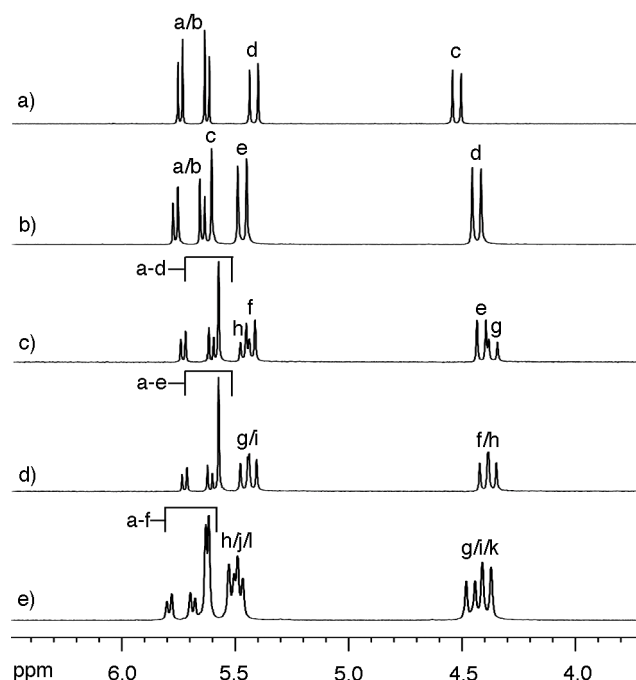 a/b d c
a)
c e
a/b d
b)
a-d f e
h g
c)
a-e g/i f/h
d)
a-f h/j/l g/i/k
e)
ppm 6.0 5.5 5.0 4.5 4.0